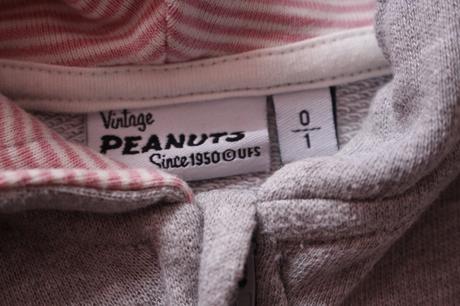 Vintage
PEANUTS
Since 1950 © UFS
0
1